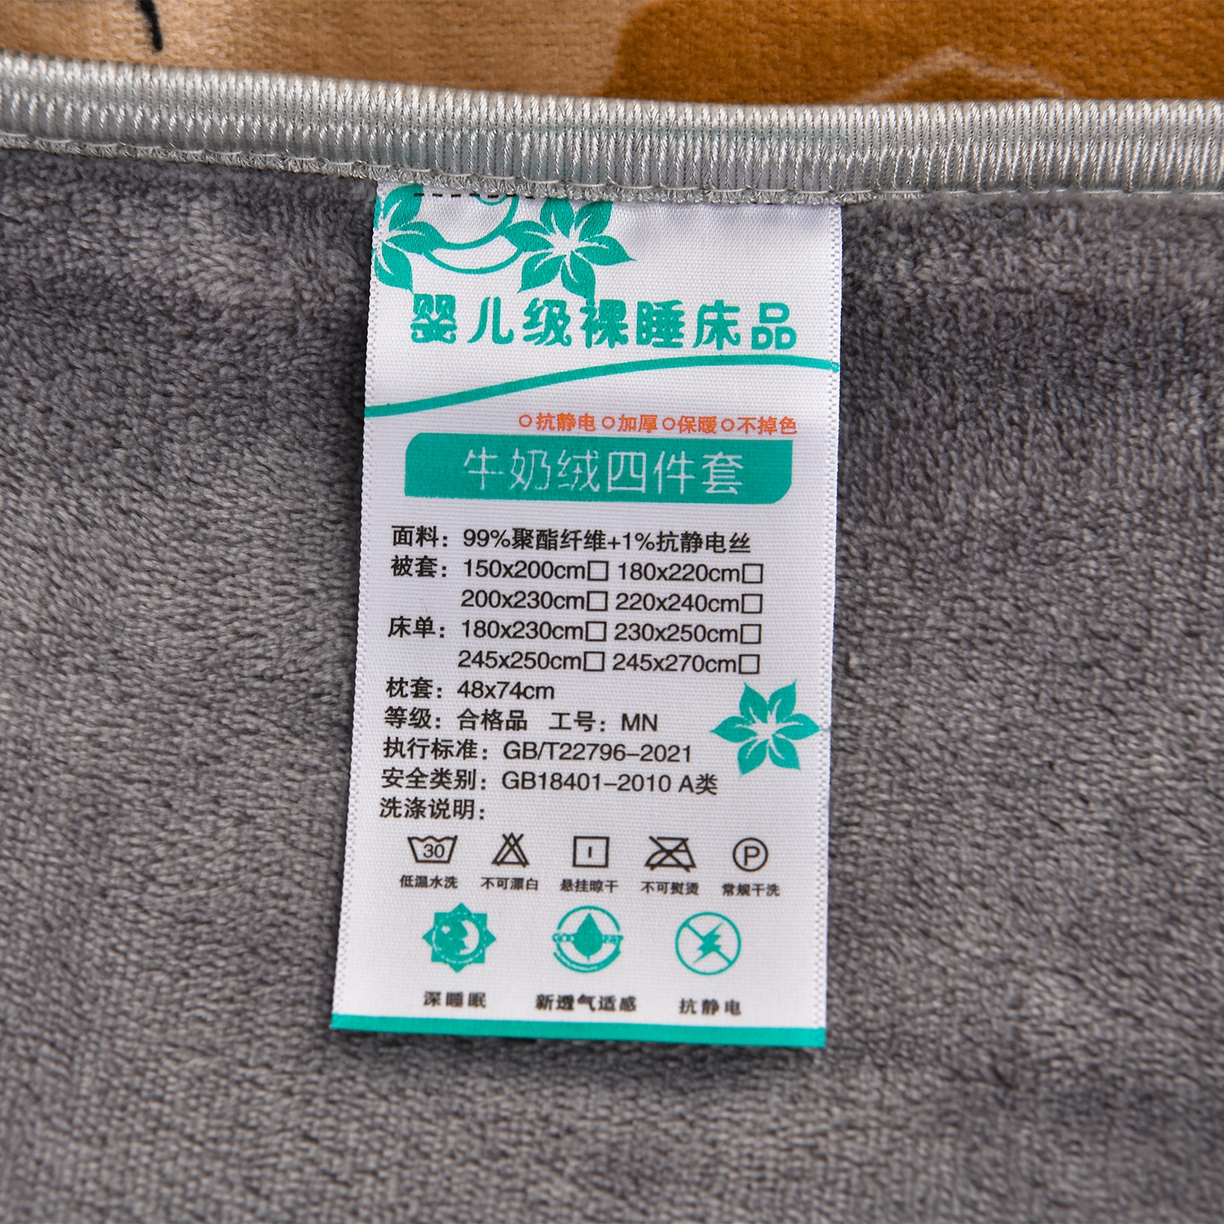 婴儿级裸睡床品
○抗静电○加厚○保暖○不掉色
牛奶绒四件套
面料：99%聚酯纤维+1%抗静电丝
被套：150x200cm□ 180x220cm□
200x230cm□ 220x240cm□
床单：180x230cm□ 230x250cm□
245x250cm□ 245x270cm□
枕套：48x74cm
等级：合格品 工号：MN
执行标准：GB/T22796-2021
安全类别：GB18401-2010 A类
洗涤说明：
30 P
低温水洗 不可漂白 悬挂晾干 不可熨烫 常规干洗
深睡眠 新透气适感 抗静电